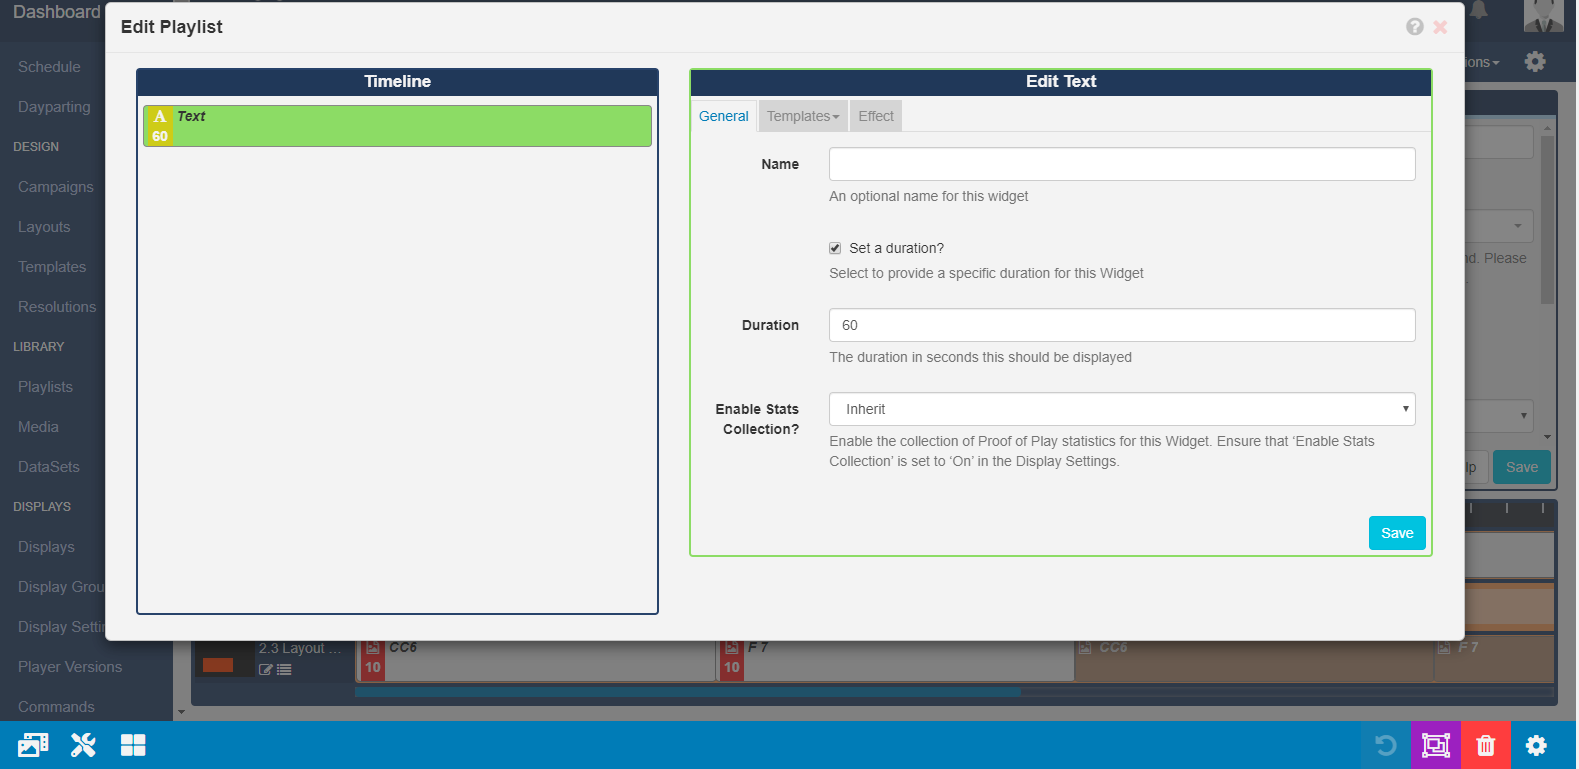 Dashboard
Schedule
Dayparting
DESIGN
Campaigns
Layouts
Templates
Resolutions
LIBRARY
Playlists
Media
DataSets
DISPLAYS
Displays
Display Grou
Display Settin
Player Versions
Commands
Edit Playlist
Timeline
A Text
60
Edit Text
General Templates Effect
Name
An optional name for this widget
Set a duration?
Select to provide a specific duration for this Widget
Duration 60
The duration in seconds this should be displayed
Enable Stats Inherit
Collection?
Enable the collection of Proof of Play statistics for this Widget. Ensure that ‘Enable Stats
Collection’ is set to ‘On’ in the Display Settings.
Save
ions
nd. Please
lp Save
2.3 Layout ... CC6 F 7 CC6 F 7
10 10